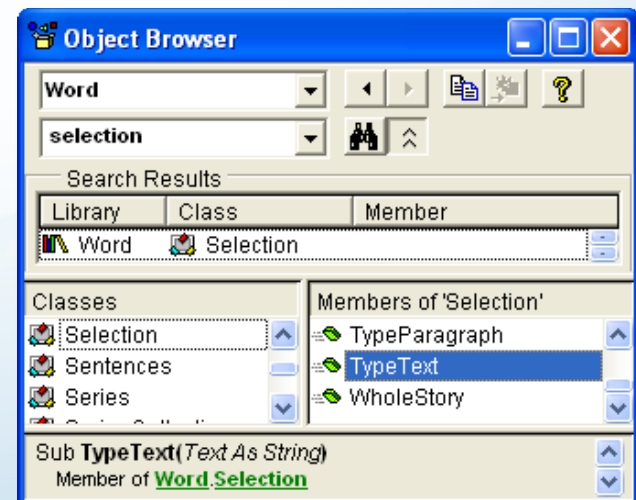 Object Browser
Word
selection
Search Results
Library Class Member
Word Selection
Classes
Selection
Sentences
Series
Members of 'Selection'
TypeParagraph
TypeText
WholeStory
Sub TypeText(Text As String)
Member of Word.Selection